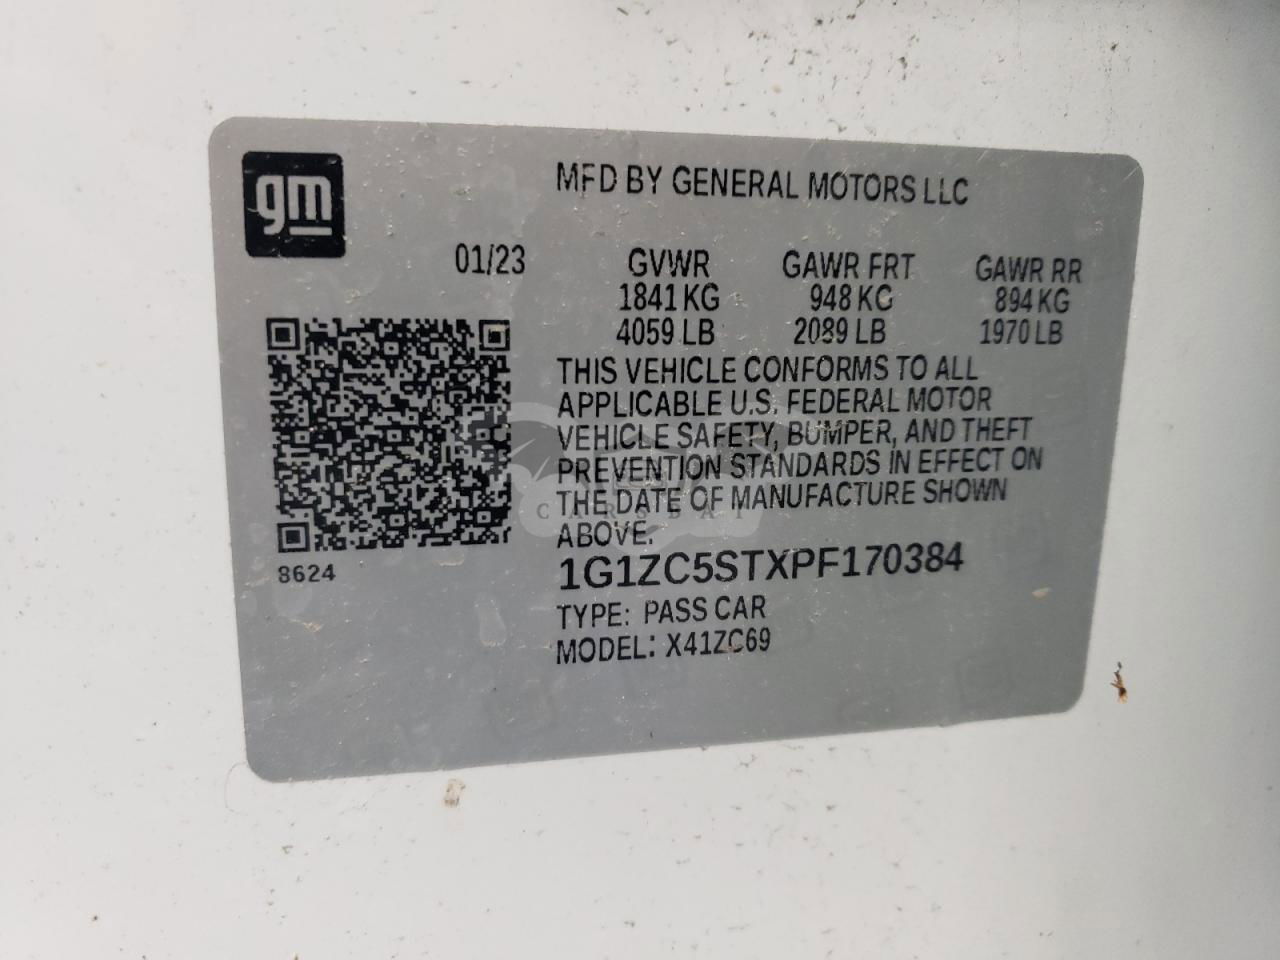 gm
MFD BY GENERAL MOTORS LLC
01/23 GVWR GAWR FRT GAWR RR
1841 KG 948 KG 894 KG
4059 LB 2089 LB 1970 LB
THIS VEHICLE CONFORMS TO ALL
APPLICABLE U.S. FEDERAL MOTOR
VEHICLE SAFETY, BUMPER, AND THEFT
PREVENTION STANDARDS IN EFFECT ON
THE DATE OF MANUFACTURE SHOWN
CARSBAT
ABOVE.
8624
1G1ZC5STXPF170384
TYPE: PASS CAR
MODEL: X41ZC69